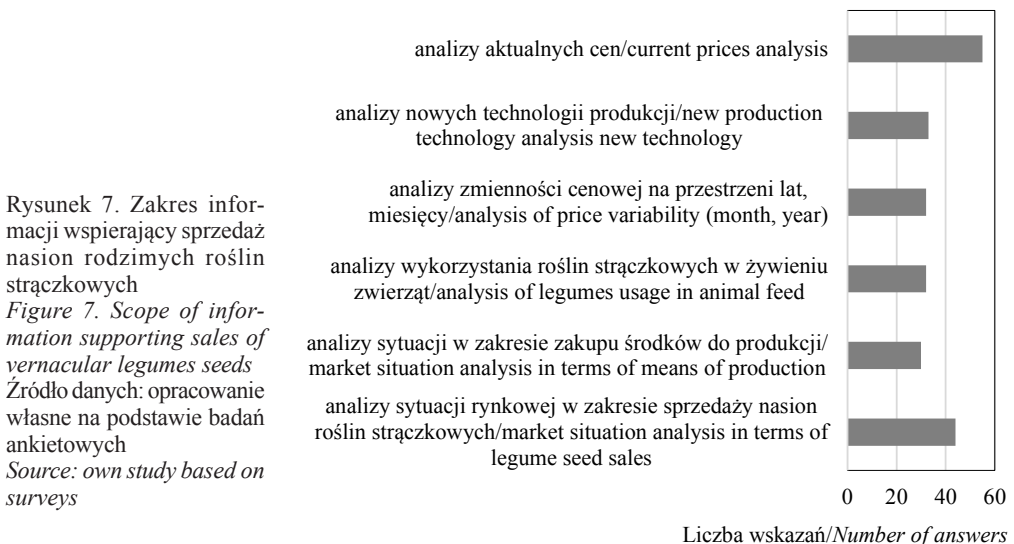 Rysunek 7. Zakres infor-
macji wspierający sprzedaż
nasion rodzimych roślin
strączkowych
Figure 7. Scope of infor-
mation supporting sales of
vernacular legumes seeds
Źródło danych: opracowanie
własne na podstawie badań
ankietowych
Source: own study based on
surveys
analizy aktualnych cen/current prices analysis
analizy nowych technologii produkcji/new production
technology analysis new technology
analizy zmienności cenowej na przestrzeni lat,
miesięcy/analysis of price variability (month, year)
analizy wykorzystania roślin strączkowych w żywieniu
zwierząt/analysis of legumes usage in animal feed
analizy sytuacji w zakresie zakupu środków do produkcji/
market situation analysis in terms of means of production
analizy sytuacji rynkowej w zakresie sprzedaży nasion
roślin strączkowych/market situation analysis in terms of
legume seed sales
0 20 40 60
Liczba wskazań/Number of answers